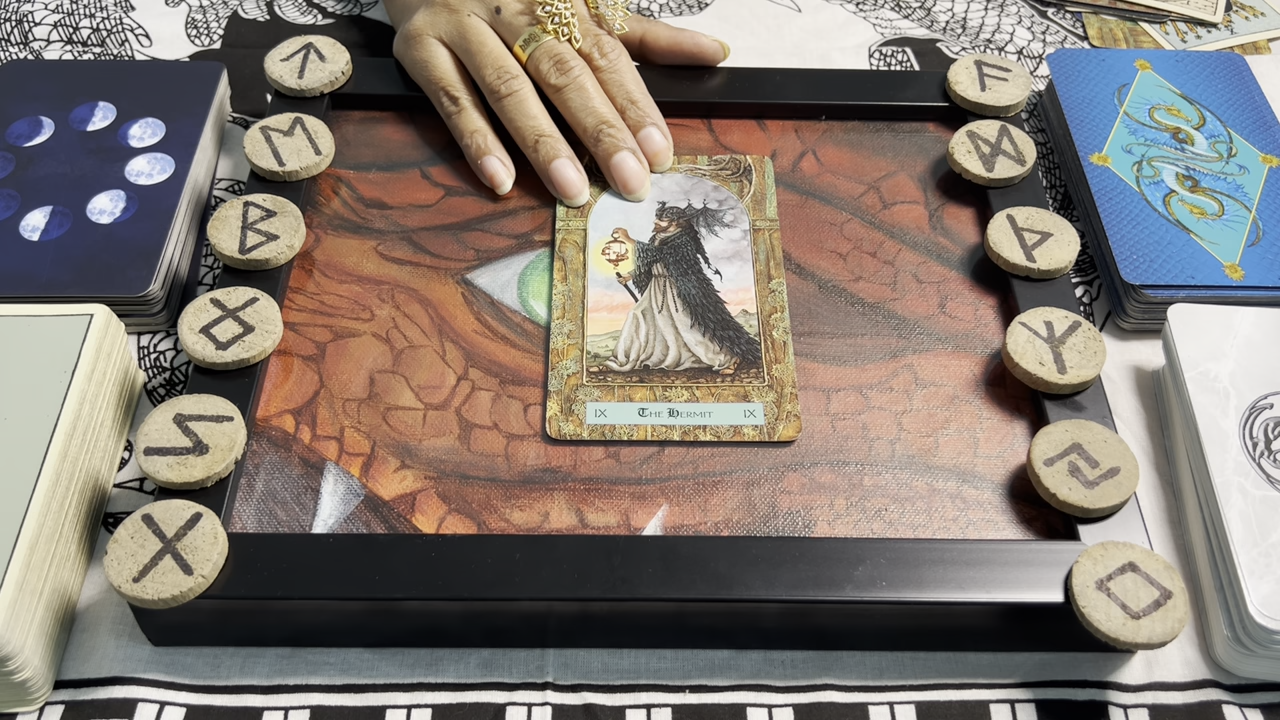 ᛏ
ᛖ
ᛒ
ᛟ
ᛊ
ᚷ
IX The Hermit IX
ᚨ
ᛞ
ᚦ
ᛉ
ᛃ
ᛜ